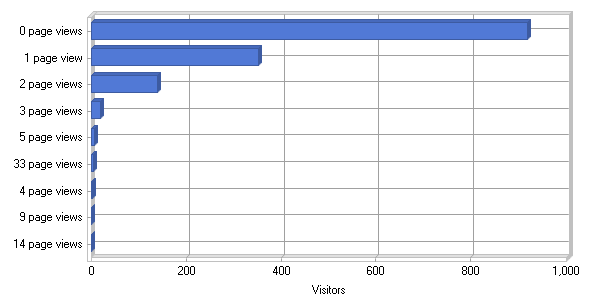 0 page views
1 page view
2 page views
3 page views
5 page views
33 page views
4 page views
9 page views
14 page views
0 200 400 600 800 1,000
Visitors